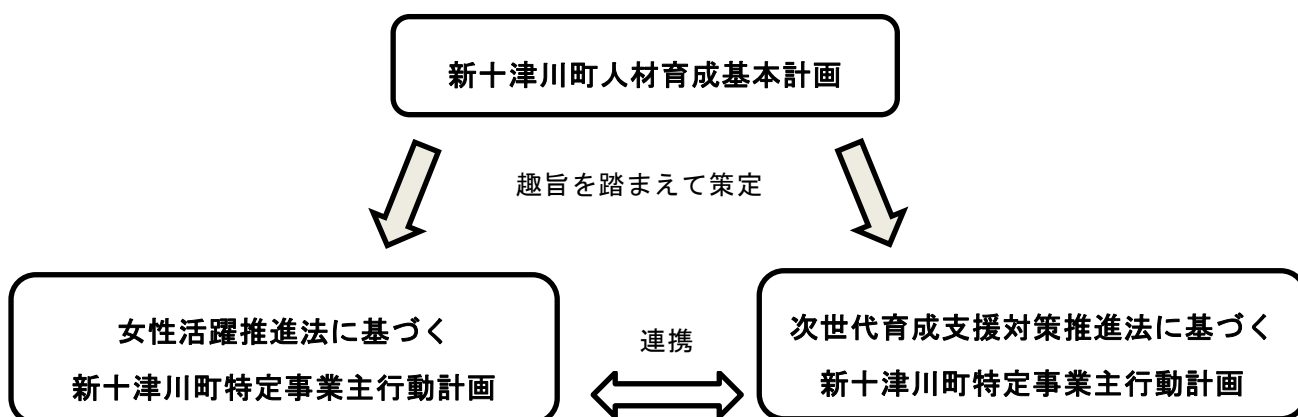 新十津川町人材育成基本計画
趣旨を踏まえて策定
女性活躍推進法に基づく
新十津川町特定事業主行動計画
連携
次世代育成支援対策推進法に基づく
新十津川町特定事業主行動計画